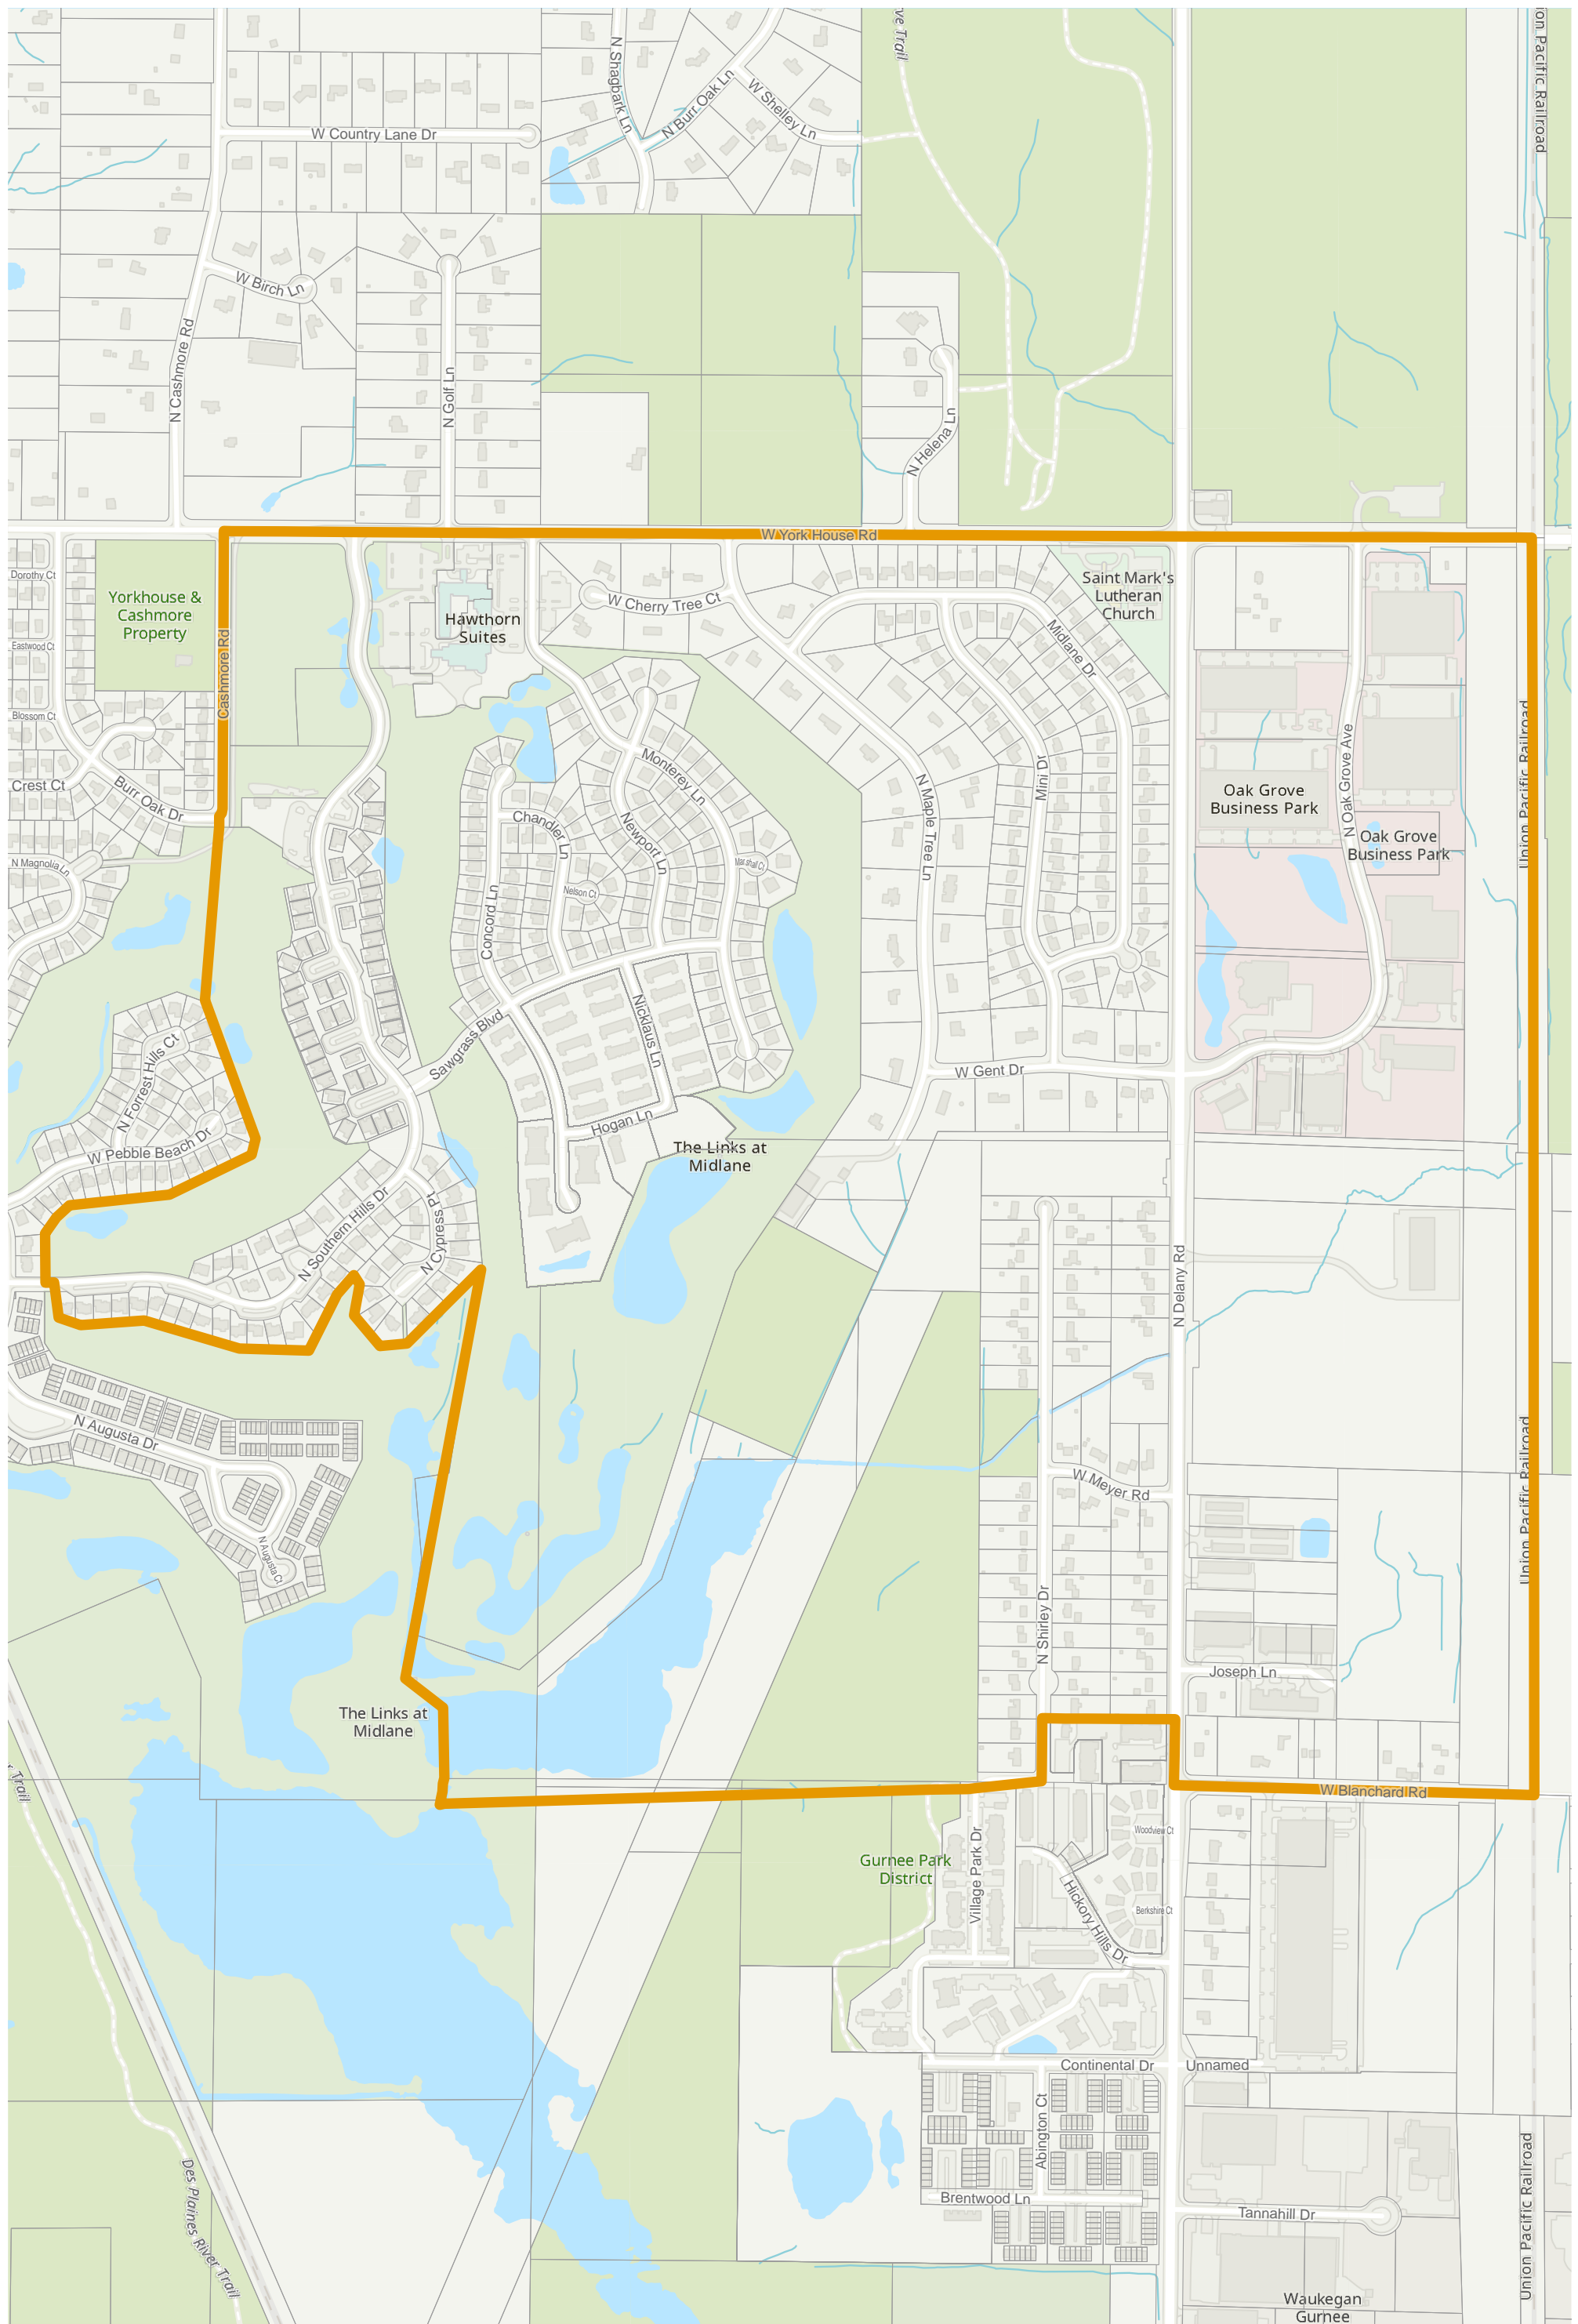 ve Trail
Union Pacific Railroad
N Shagbark Ln
N Burr Oak Ln
W Shelley Ln
W Country Lane Dr
W Birch Ln
N Cashmore Rd
N Golf Ln
N Helena Ln
W York House Rd
Dorothy Ct
Yorkhouse &
Cashmore
Property
Hawthorn
Suites
W Cherry Tree Ct
Saint Mark's
Lutheran
Church
Eastwood Ct
Cashmore Rd
Midlane Dr
Blossom Ct
Monterey Ln
Mini Dr
N Oak Grove Ave
Union Pacific Railroad
Crest Ct
Burr Oak Dr
Chandler Ln
Newport Ln
N Maple Tree Ln
Oak Grove
Business Park
Oak Grove
Business Park
N Magnolia Ln
Marshall Ct
Nelson Ct
Concord Ln
Nicklaus Ln
Sawgrass Blvd
N Forrest Hills Ct
W Gent Dr
W Pebble Beach Dr
Hogan Ln
The Links at
Midlane
N Southern Hills Dr
N Cypress Pt
N Delany Rd
N Augusta Dr
W Meyer Rd
Union Pacific Railroad
N Augusta Ct
N Shirley Dr
Joseph Ln
The Links at
Midlane
r Trail
W Blanchard Rd
Woodview Ct
Gurnee Park
District
Village Park Dr
Hickory Hills Dr
Berkshire Ct
Continental Dr
Unnamed
Abington Ct
Des Plaines River Trail
Brentwood Ln
Tannahill Dr
Union Pacific Railroad
Waukegan
Gurnee